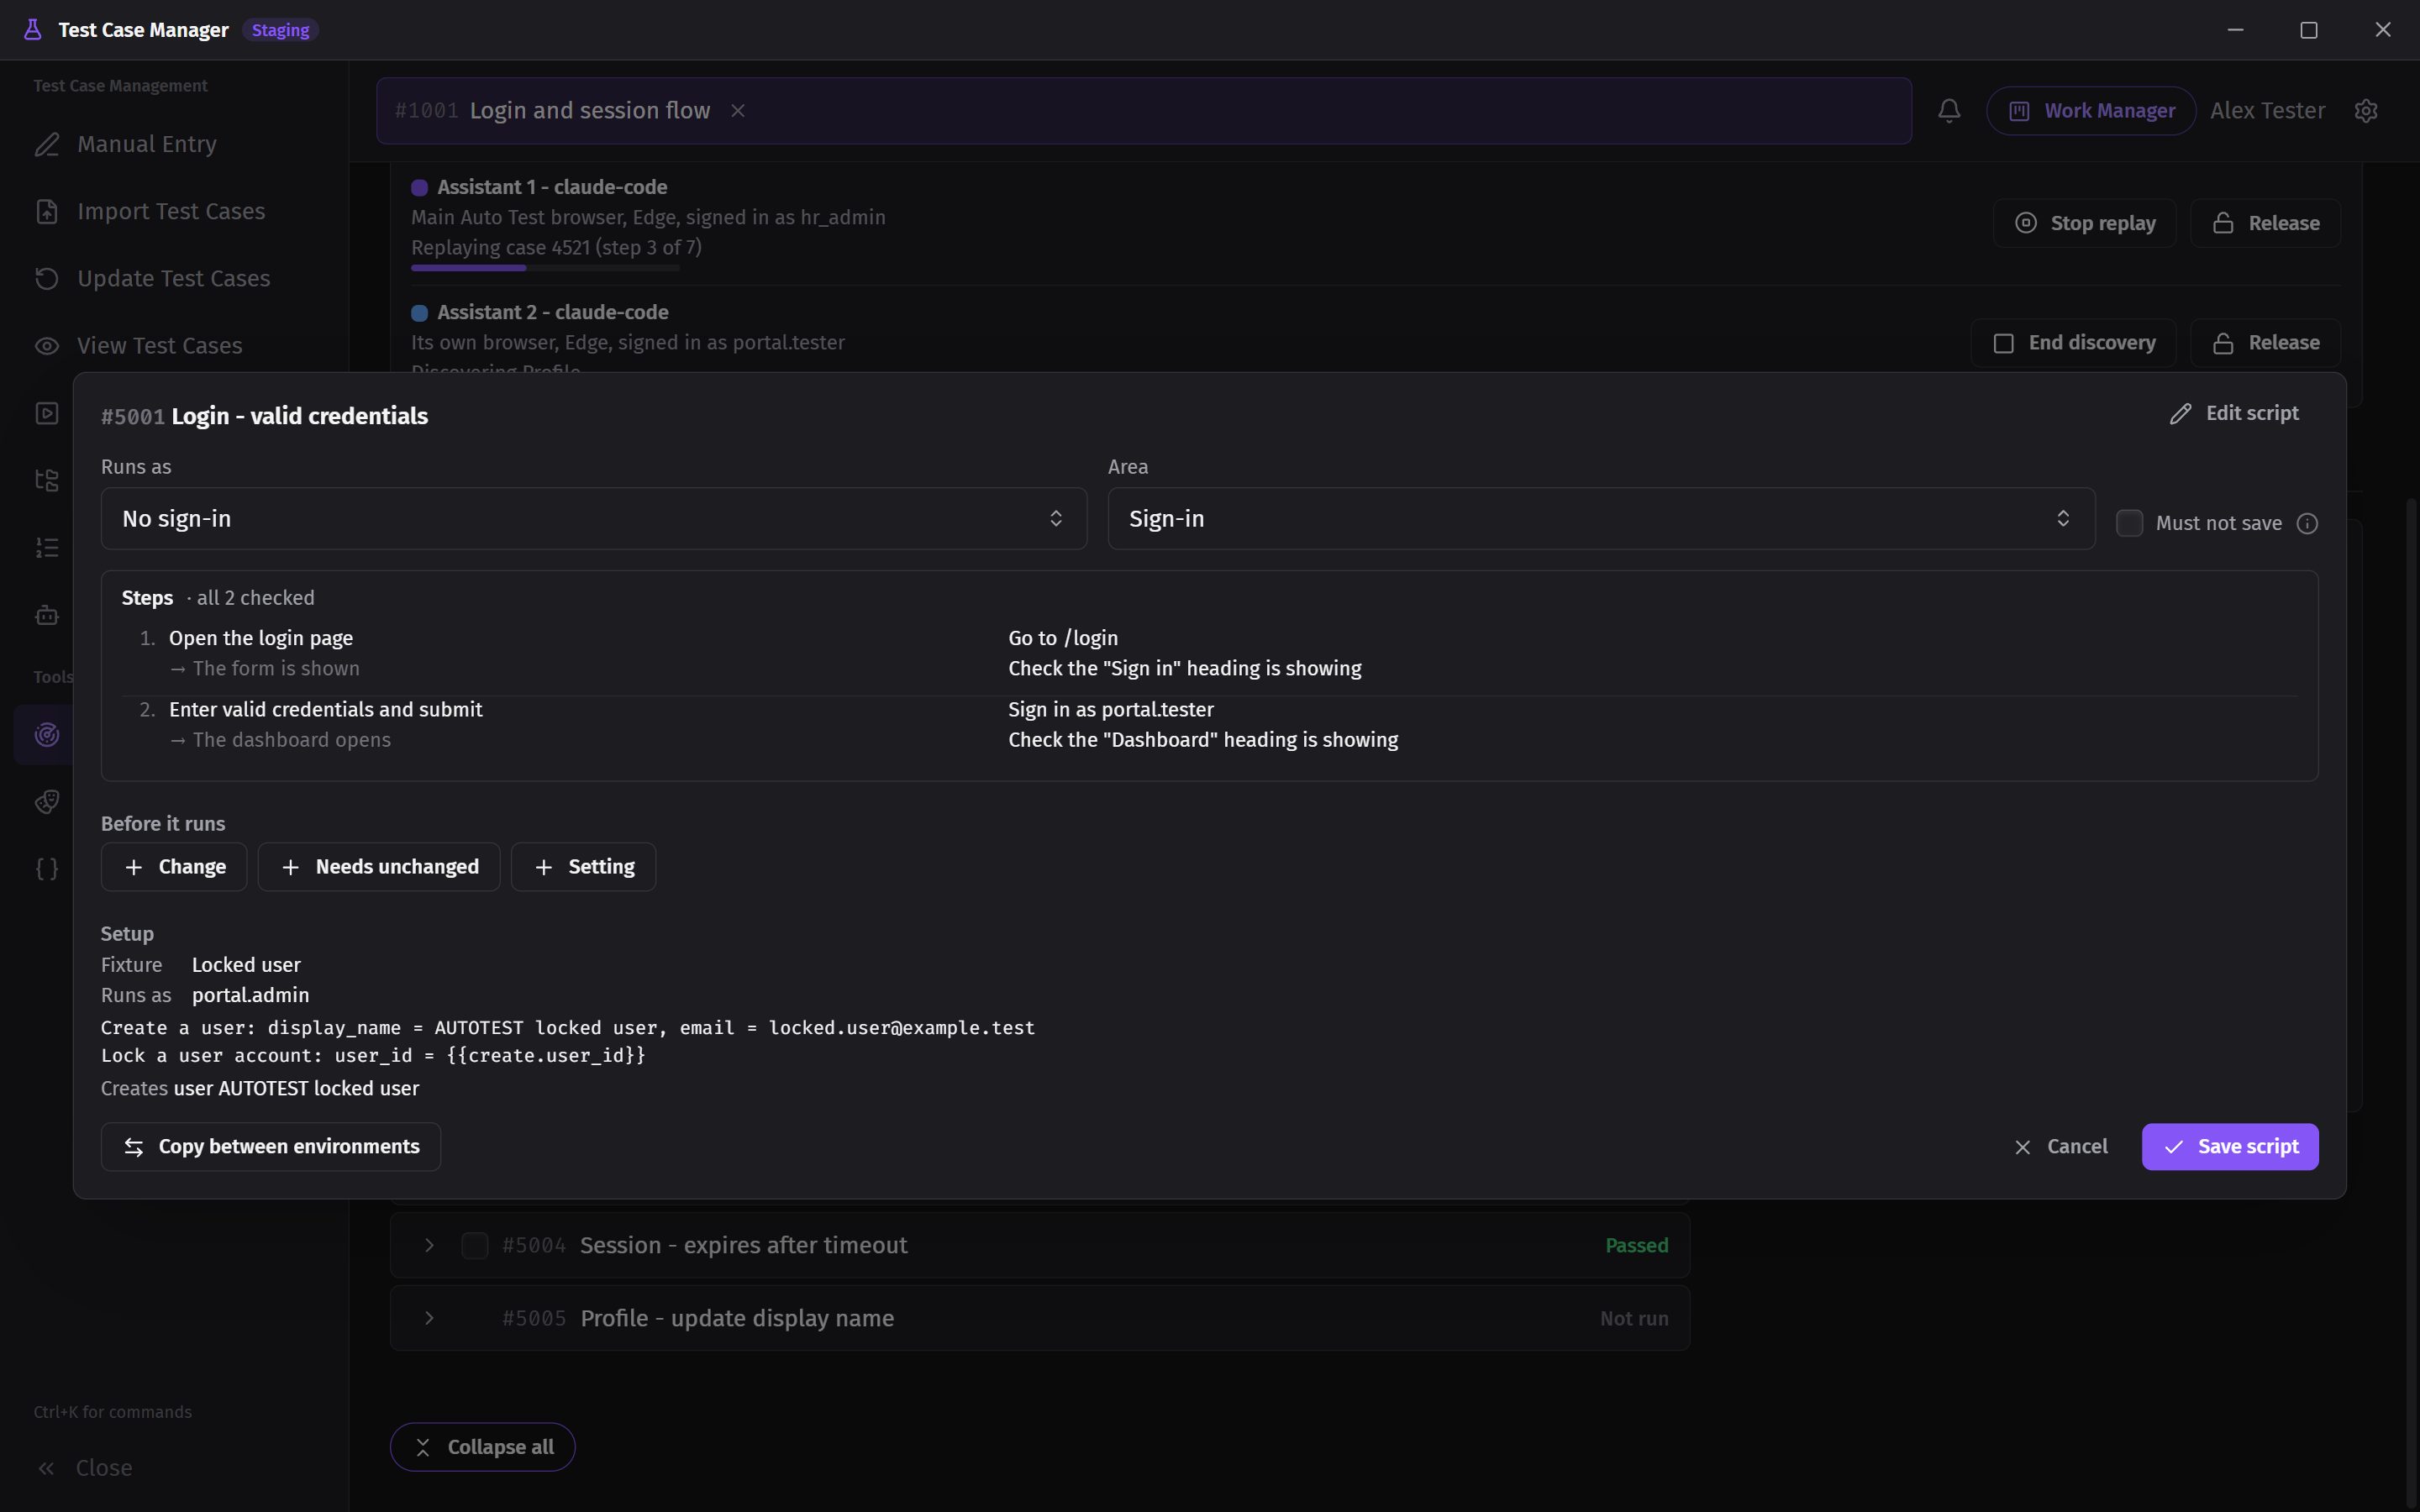 Test Case Manager Staging
Test Case Management
Manual Entry
Import Test Cases
Update Test Cases
View Test Cases
Tools
Ctrl+K for commands
Close
#1001 Login and session flow
Work Manager
Alex Tester
Assistant 1 - claude-code
Main Auto Test browser, Edge, signed in as hr_admin
Replaying case 4521 (step 3 of 7)
Stop replay
Release
Assistant 2 - claude-code
Its own browser, Edge, signed in as portal.tester
Discovering Profile
End discovery
Release
#5001 Login - valid credentials
Edit script
Runs as
No sign-in
Area
Sign-in
Must not save
Steps · all 2 checked
1. Open the login page
→ The form is shown
Go to /login
Check the "Sign in" heading is showing
2. Enter valid credentials and submit
→ The dashboard opens
Sign in as portal.tester
Check the "Dashboard" heading is showing
Before it runs
Change
Needs unchanged
Setting
Setup
Fixture Locked user
Runs as portal.admin
Create a user: display_name = AUTOTEST locked user, email = locked.user@example.test
Lock a user account: user_id = {{create.user_id}}
Creates user AUTOTEST locked user
Copy between environments
Cancel
Save script
#5004 Session - expires after timeout
Passed
#5005 Profile - update display name
Not run
Collapse all